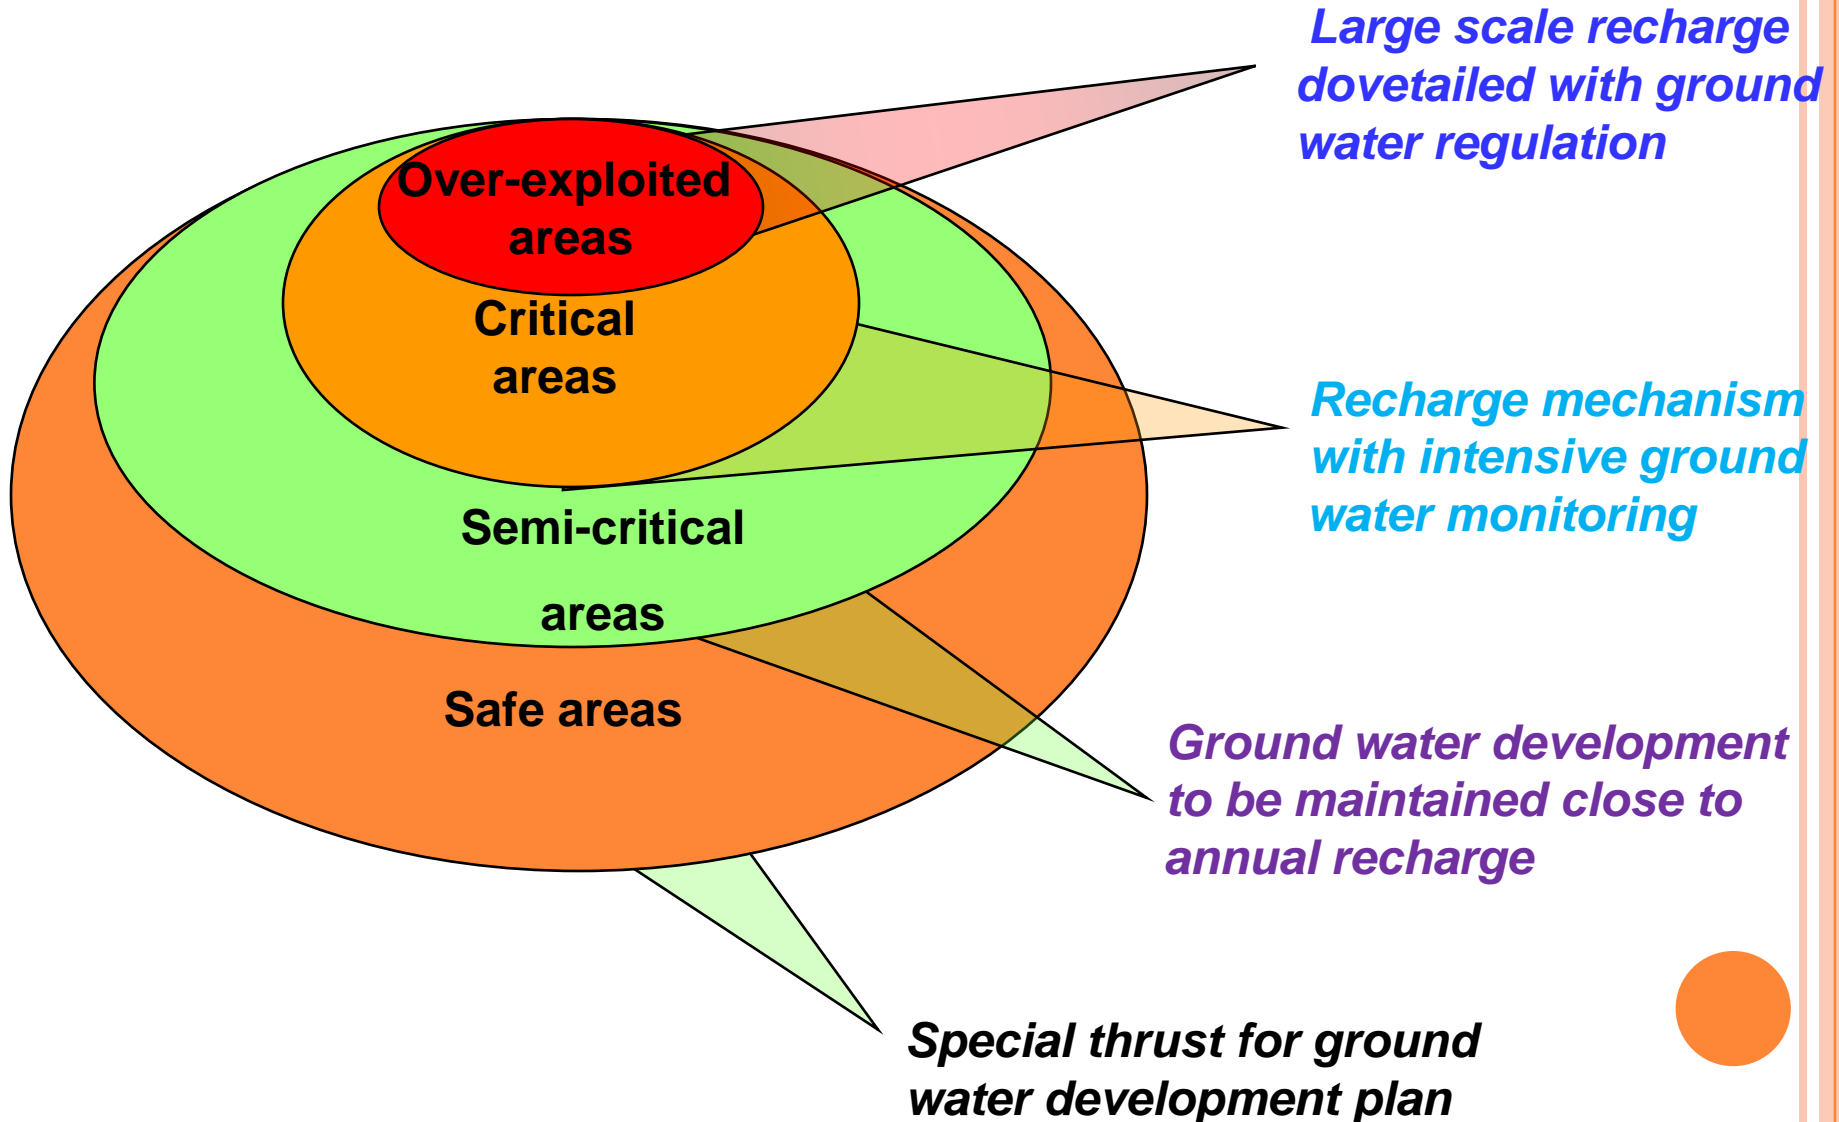 Large scale recharge
dovetailed with ground
water regulation
Over-exploited
areas
Critical
areas
Recharge mechanism
with intensive ground
water monitoring
Semi-critical
areas
Safe areas
Ground water development
to be maintained close to
annual recharge
Special thrust for ground
water development plan